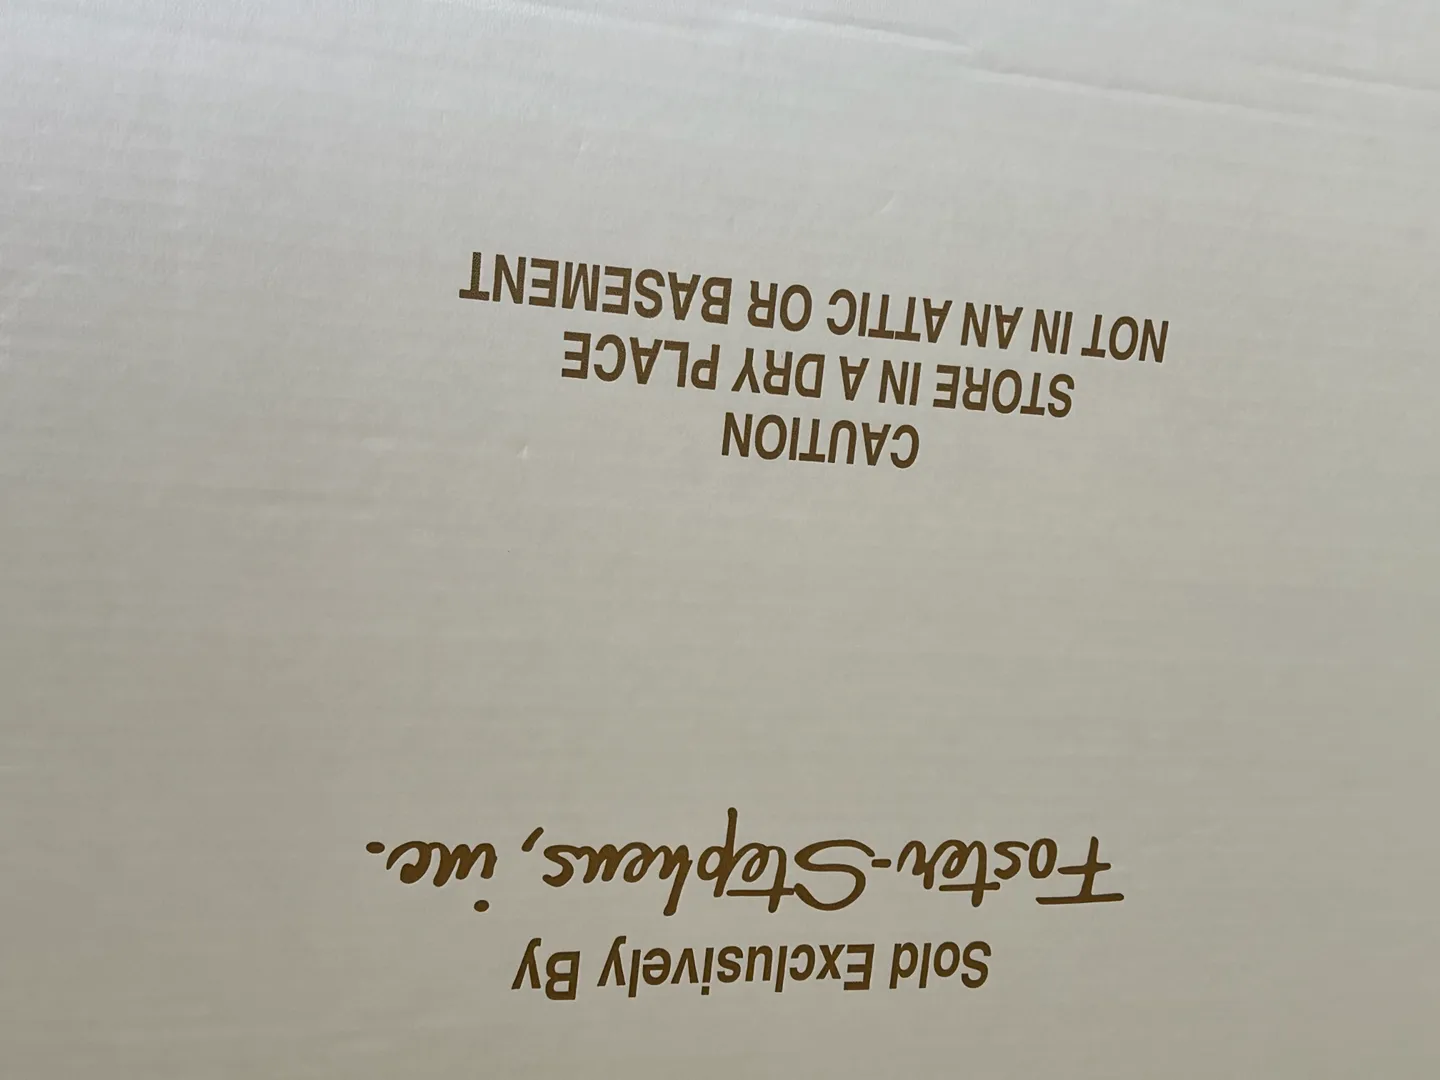 Sold Exclusively By
Foster-Stephens, inc.
CAUTION
STORE IN A DRY PLACE
NOT IN AN ATTIC OR BASEMENT